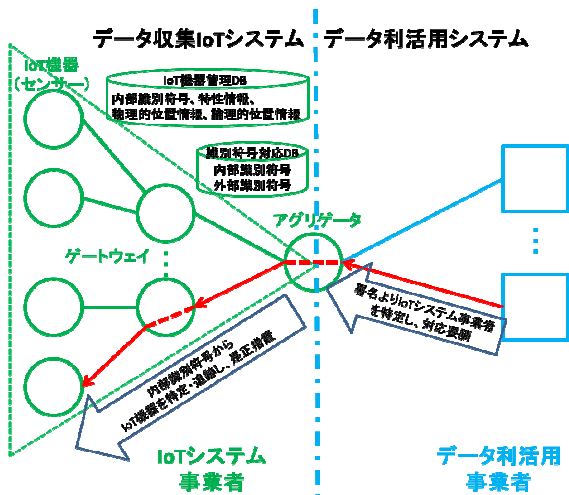 データ収集IoTシステム
データ利活用システム
IoT機器
(センサー)
IoT機器管理DB
内部識別符号、特性情報、
物理的位置情報、論理的位置情報
識別符号対応DB
内部識別符号
外部識別符号
アグリゲータ
ゲートウェイ
署名よりIoTシステム事業者
を特定し、対応要請
内部識別符号から
IoT機器を特定・追跡し、是正措置
IoTシステム
事業者
データ利活用
事業者